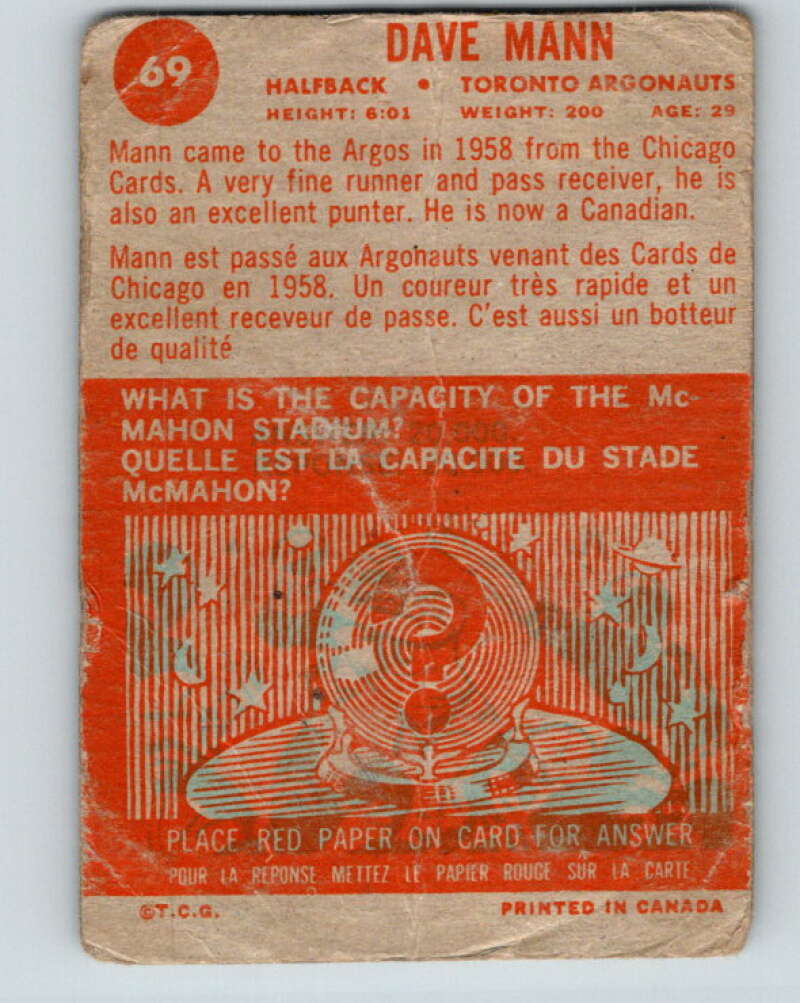 69
DAVE MANN
HALFBACK • TORONTO ARGONAUTS
HEIGHT: 6:01 WEIGHT: 200 AGE: 29
Mann came to the Argos in 1958 from the Chicago
Cards. A very fine runner and pass receiver, he is
also an excellent punter. He is now a Canadian.
Mann est passé aux Argonauts venant des Cards de
Chicago en 1958. Un coureur très rapide et un
excellent receveur de passe. C'est aussi un botteur
de qualité
WHAT IS THE CAPACITY OF THE Mc-
MAHON STADIUM?
QUELLE EST LA CAPACITE DU STADE
McMAHON?
?
PLACE RED PAPER ON CARD FOR ANSWER
POUR LA REPONSE METTEZ LE PAPIER ROUGE SUR LA CARTE
©T.C.G. PRINTED IN CANADA